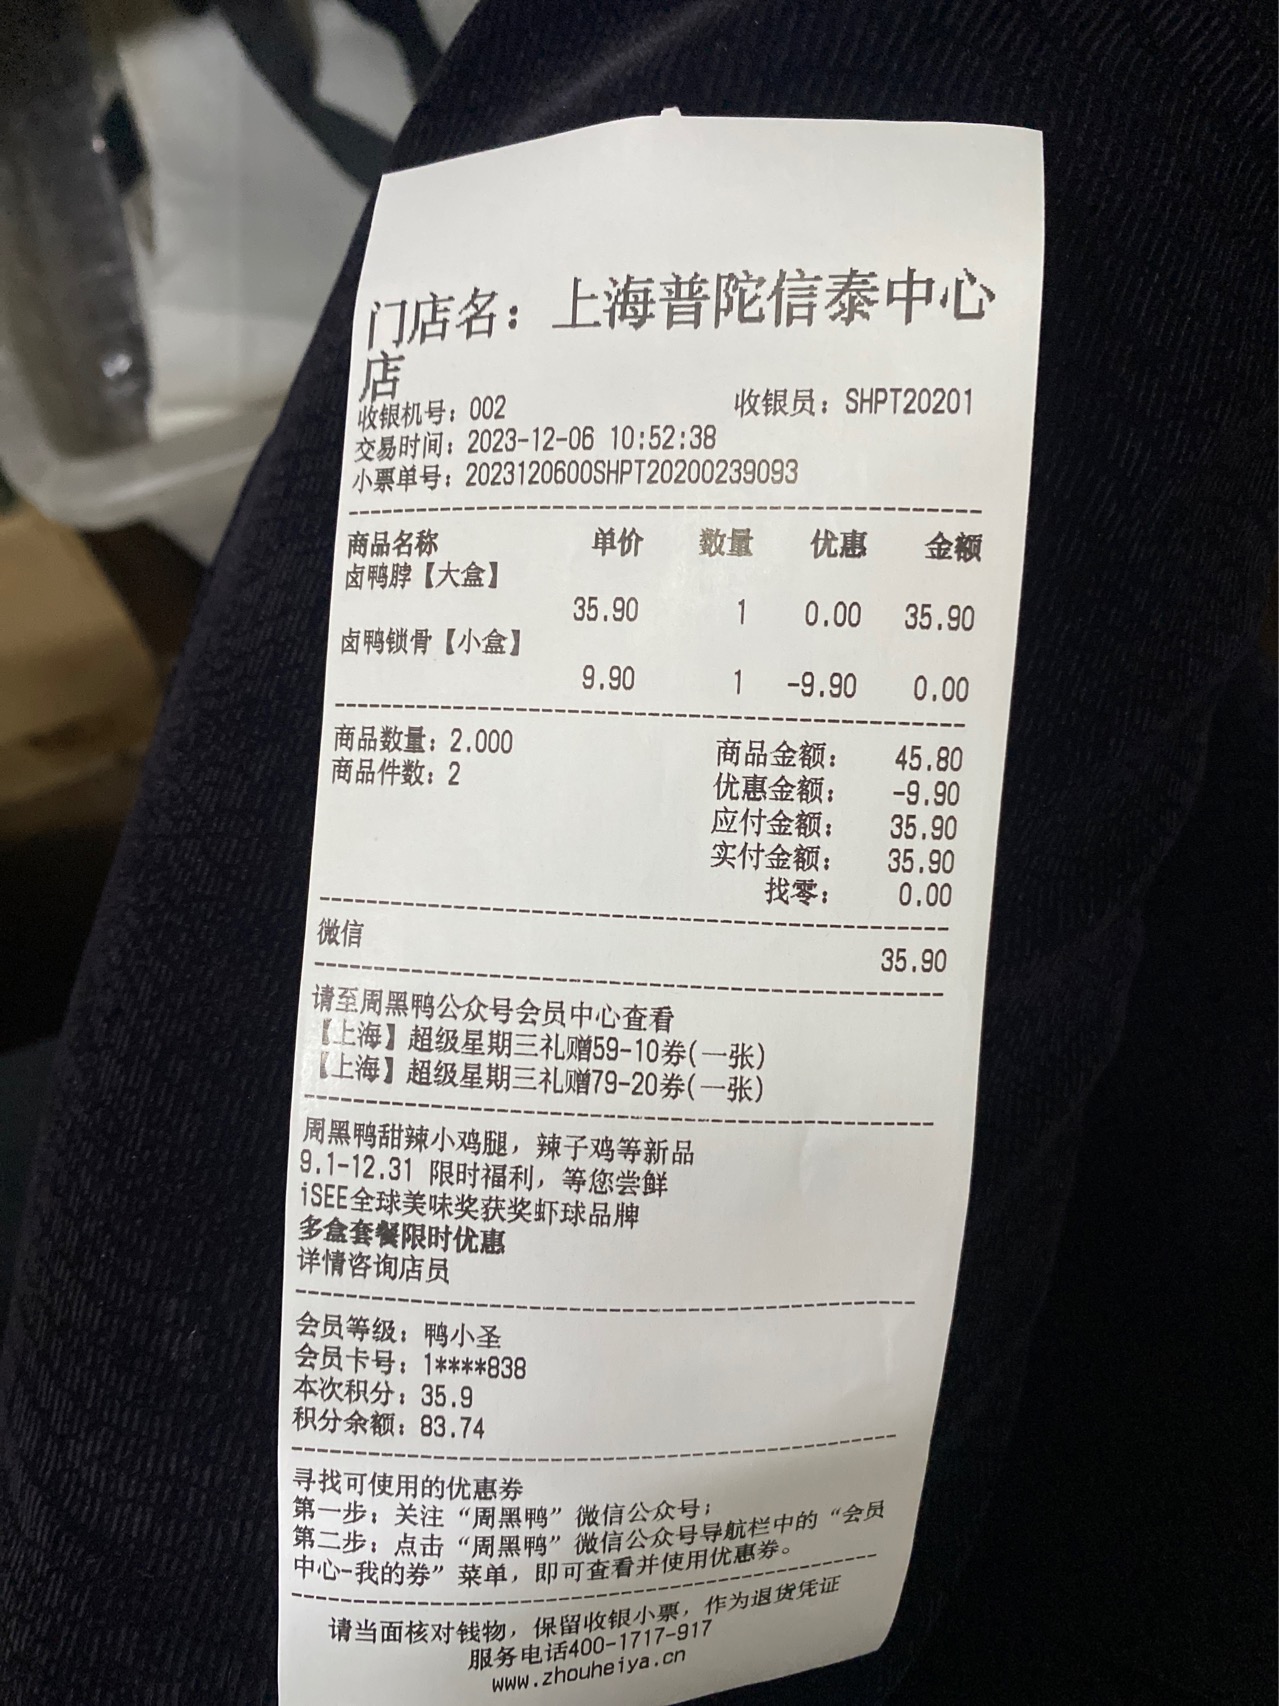 门店名：上海普陀信泰中心
店
收银机号：002 收银员：SHPT20201
交易时间：2023-12-06 10:52:38
小票单号：2023120600SHPT20200239093
商品名称 单价 数量 优惠 金额
卤鸭脖【大盒】
35.90 1 0.00 35.90
卤鸭锁骨【小盒】
9.90 1 -9.90 0.00
商品数量：2.000 商品金额： 45.80
商品件数：2 优惠金额： -9.90
应付金额： 35.90
实付金额： 35.90
找零： 0.00
微信 35.90
请至周黑鸭公众号会员中心查看
【上海】超级星期三礼赠59-10券(一张)
【上海】超级星期三礼赠79-20券(一张)
周黑鸭甜辣小鸡腿，辣子鸡等新品
9.1-12.31 限时福利，等您尝鲜
iSEE全球美味奖获奖虾球品牌
多盒套餐限时优惠
详情咨询店员
会员等级：鸭小圣
会员卡号：1****838
本次积分：35.9
积分余额：83.74
寻找可使用的优惠券
第一步：关注“周黑鸭”微信公众号；
第二步：点击“周黑鸭”微信公众号导航栏中的“会员
中心-我的券”菜单，即可查看并使用优惠券。
请当面核对钱物，保留收银小票，作为退货凭证
服务电话400-1717-917
www.zhouheiya.cn